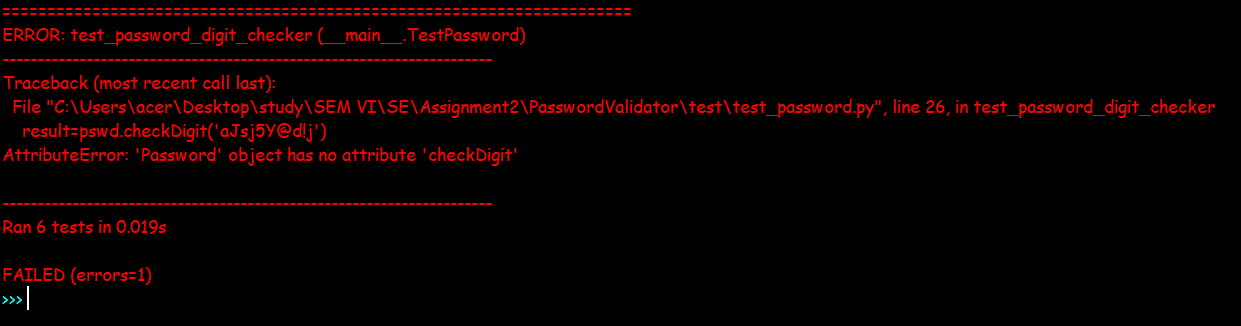 ======================================================================
ERROR: test_password_digit_checker (__main__.TestPassword)
----------------------------------------------------------------------
Traceback (most recent call last):
  File "C:\Users\acer\Desktop\study\SEM VI\SE\Assignment2\PasswordValidator\test\test_password.py", line 26, in test_password_digit_checker
    result=pswd.checkDigit('aJsj5Y@d!j')
AttributeError: 'Password' object has no attribute 'checkDigit'

----------------------------------------------------------------------
Ran 6 tests in 0.019s

FAILED (errors=1)
>>>